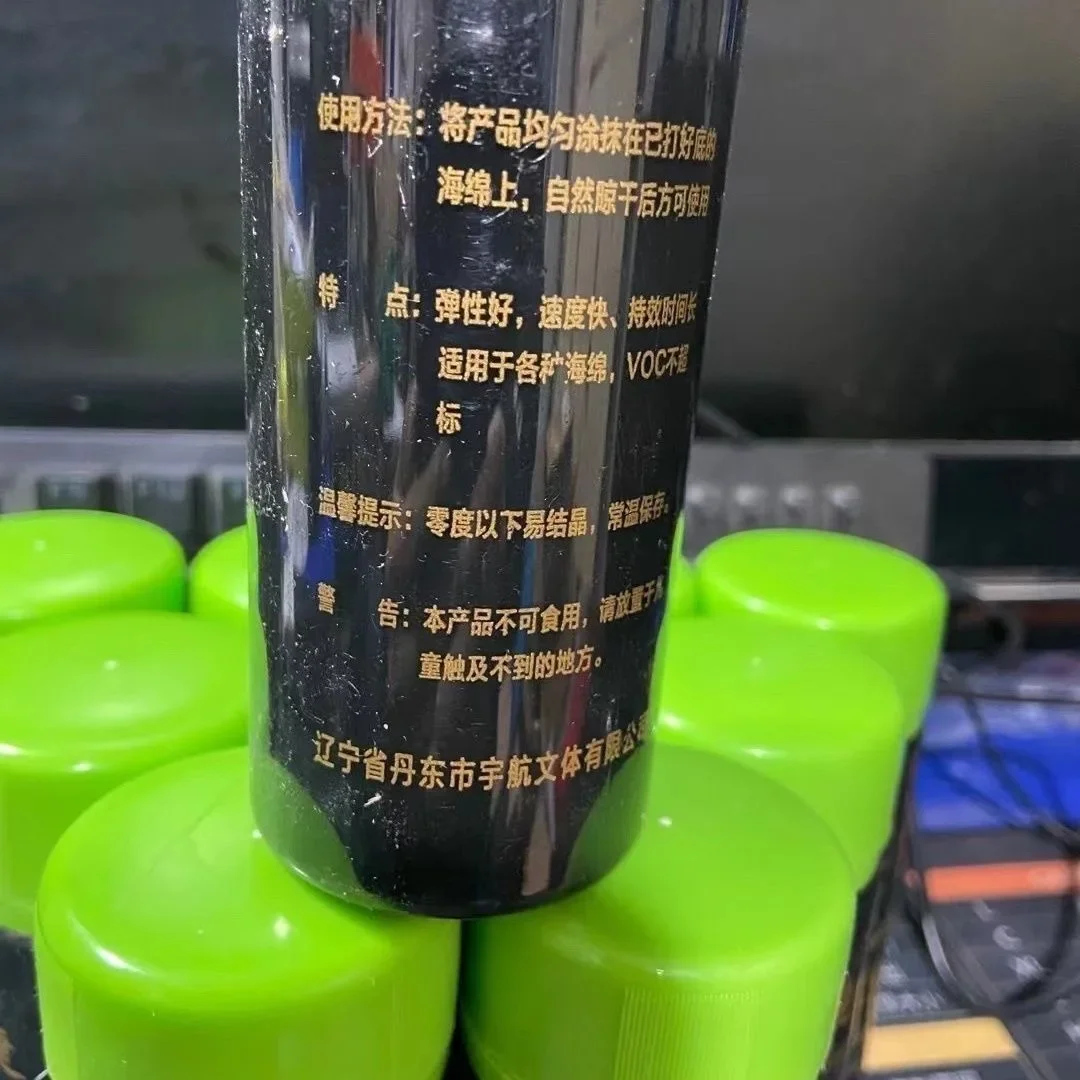 使用方法：将产品均匀涂抹在已打好底的
海绵上，自然晾干后方可使用
特 点：弹性好，速度快、持效时间长
适用于各种海绵，VOC不超
标
温馨提示：零度以下易结晶，常温保存。
警 告：本产品不可食用，请放置于儿
童触及不到的地方。
辽宁省丹东市宇航文体有限公司